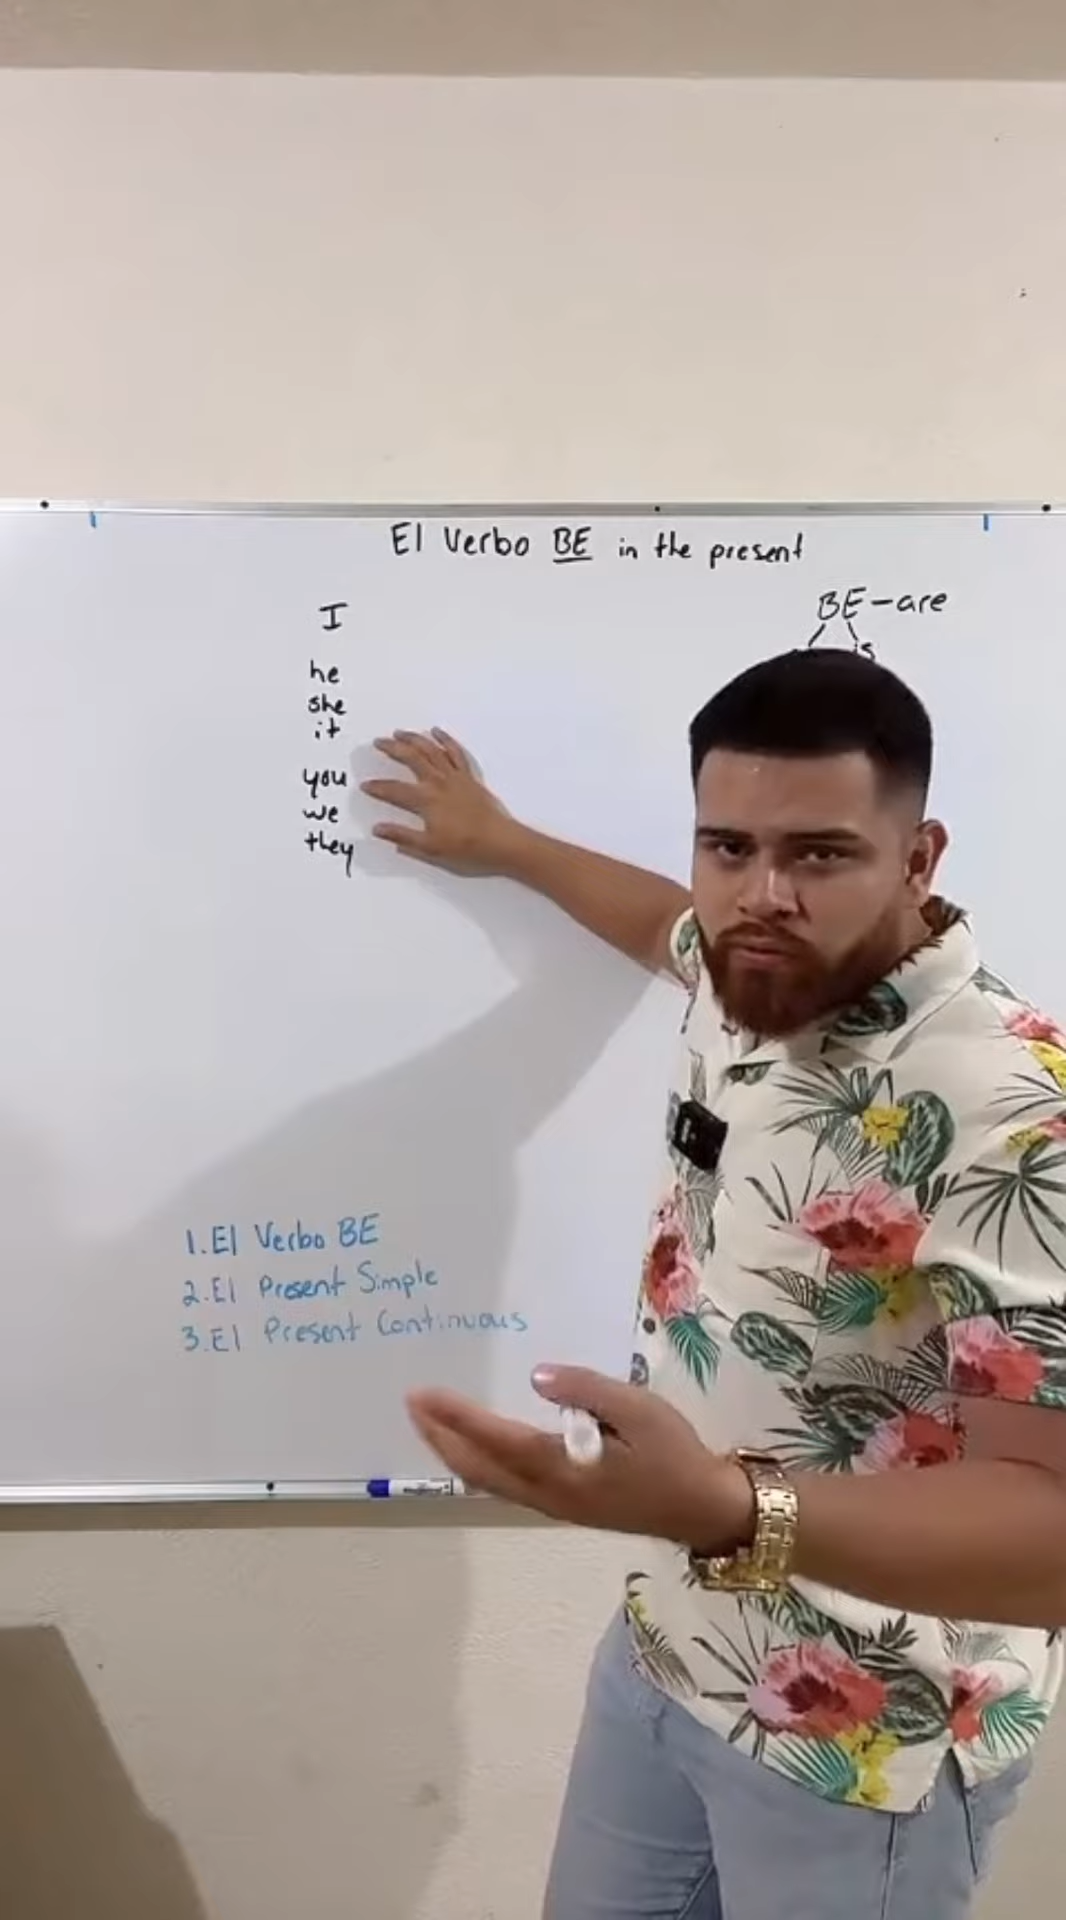 El Verbo BE in the present
BE-are
is
I
he
she
it
you
we
they
1. El Verbo BE
2. El Present Simple
3. El Present Continuous